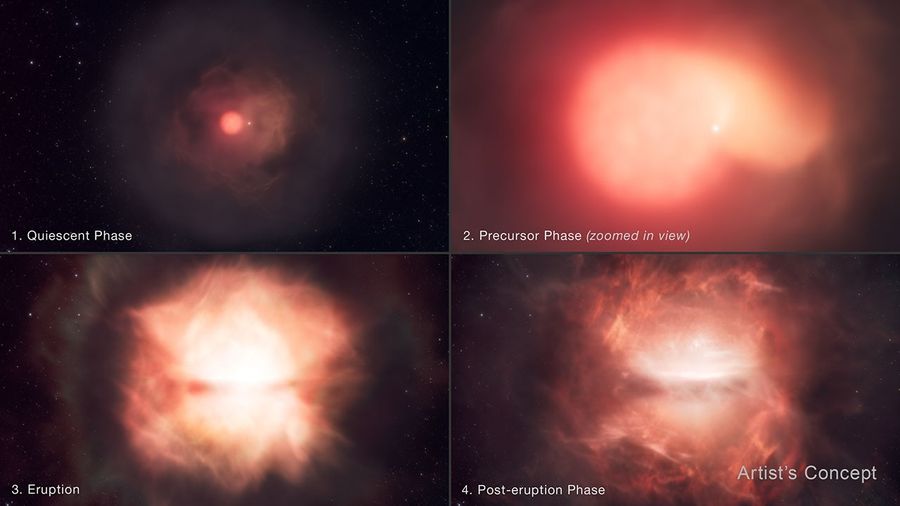 1. Quiescent Phase
2. Precursor Phase (zoomed in view)
3. Eruption
4. Post-eruption Phase
Artist's Concept